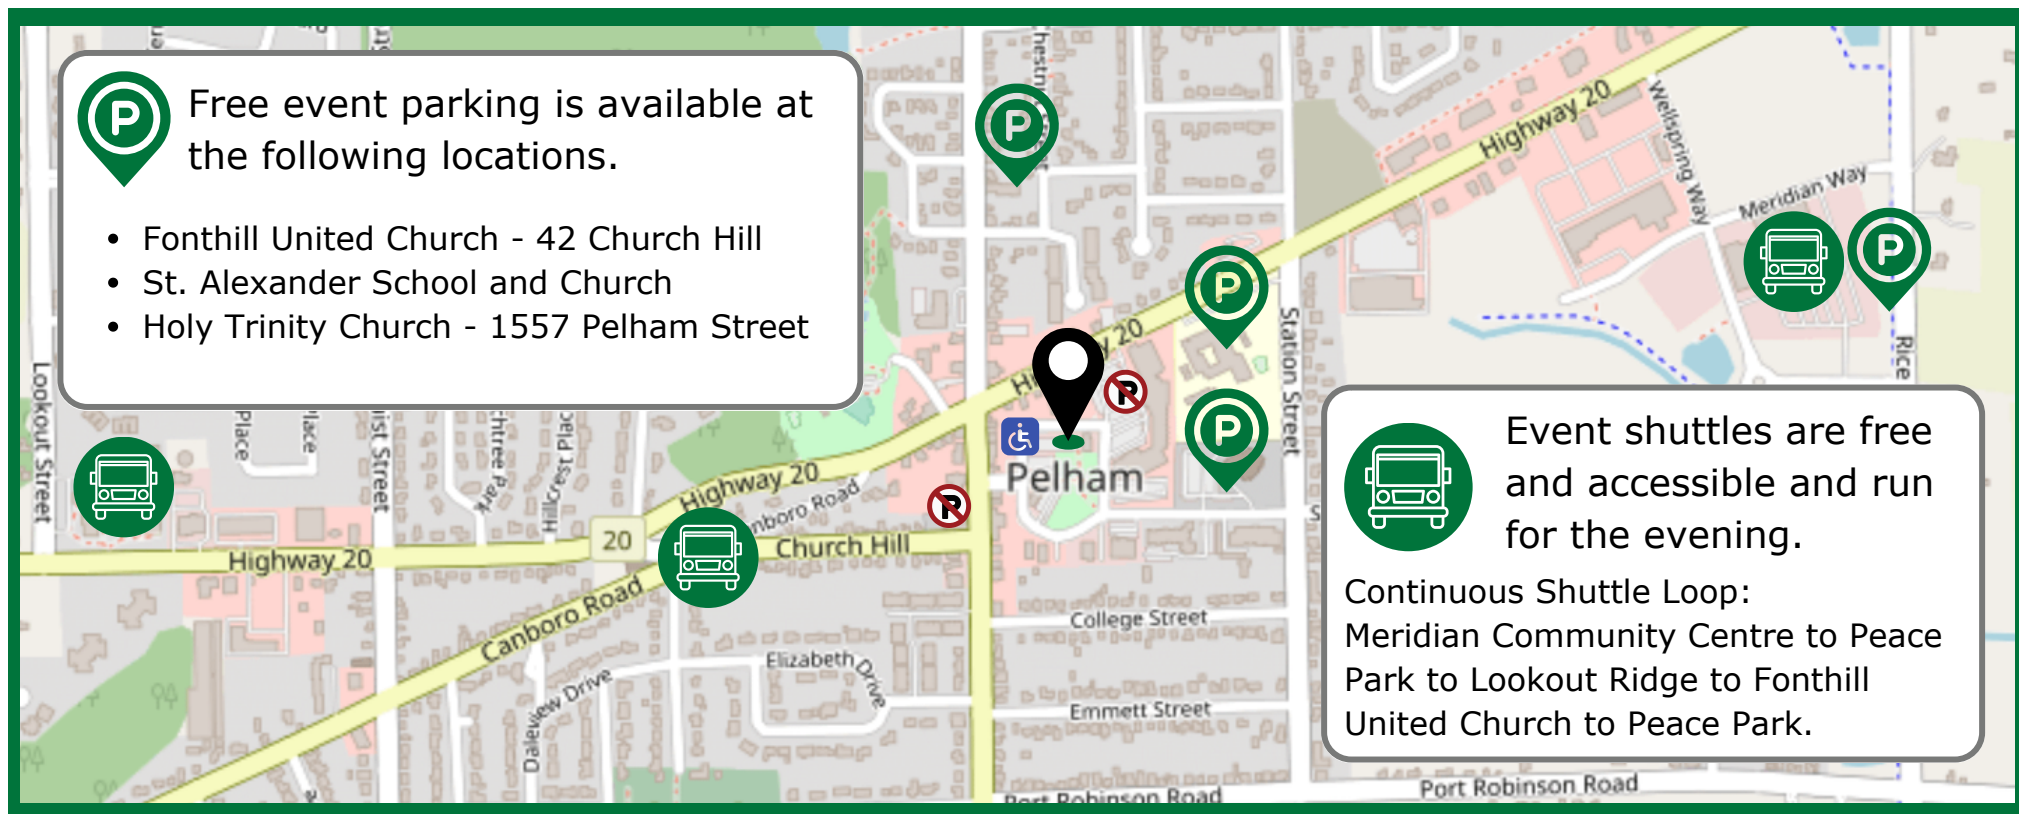 P
Free event parking is available at
the following locations.
• Fonthill United Church - 42 Church Hill
• St. Alexander School and Church
• Holy Trinity Church - 1557 Pelham Street
P
Highway 20
Wellspring Way
Meridian Way
P
P
Station Street
Rice
Lookout Street
Place
Place
Street
Park
Highway 20
P
P
Pelham
P
Highway 20
20
Church Hill
Canboro Road
Road
College Street
Elizabeth Drive
Daleview Drive
Emmett Street
Port Robinson Road
Port Robinson Road
Event shuttles are free
and accessible and run
for the evening.
Continuous Shuttle Loop:
Meridian Community Centre to Peace
Park to Lookout Ridge to Fonthill
United Church to Peace Park.